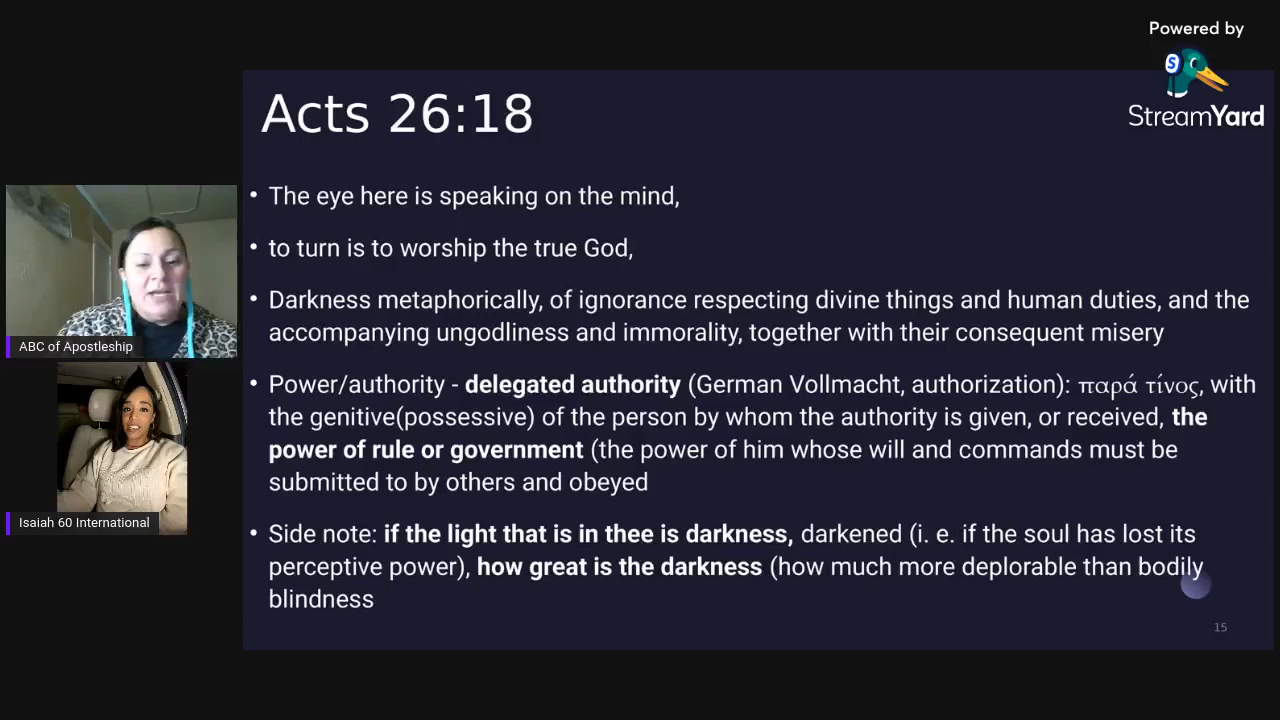 Powered by
StreamYard
Acts 26:18
• The eye here is speaking on the mind,
• to turn is to worship the true God,
• Darkness metaphorically, of ignorance respecting divine things and human duties, and the
accompanying ungodliness and immorality, together with their consequent misery
• Power/authority - delegated authority (German Vollmacht, authorization): παρά τίνος, with
the genitive(possessive) of the person by whom the authority is given, or received, the
power of rule or government (the power of him whose will and commands must be
submitted to by others and obeyed
• Side note: if the light that is in thee is darkness, darkened (i. e. if the soul has lost its
perceptive power), how great is the darkness (how much more deplorable than bodily
blindness
15
ABC of Apostleship
Isaiah 60 International